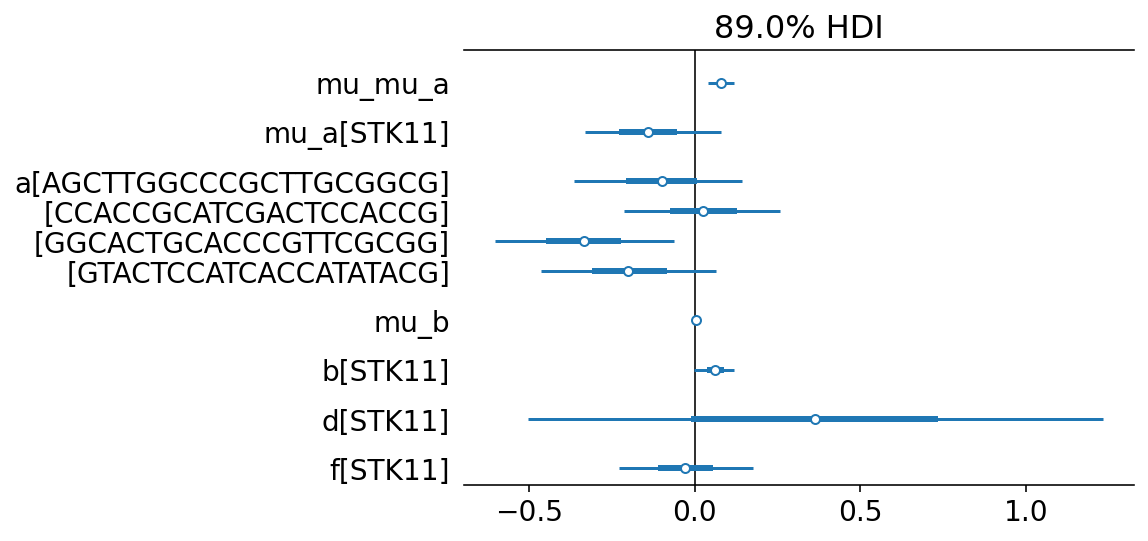 89.0% HDI
mu_mu_a
mu_a[STK11]
a[AGCTTGGCCCGCTTGCGGCG]
[CCACCGCATCGACTCCACCG]
[GGCACTGCACCCGTTCGCGG]
[GTACTCCATCACCATATACG]
mu_b
b[STK11]
d[STK11]
f[STK11]
−0.5 0.0 0.5 1.0